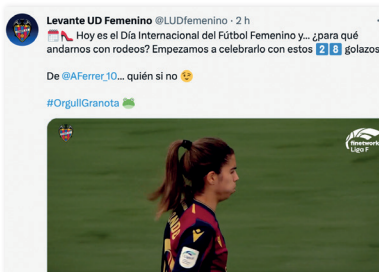 Levante UD Femenino @LUDfemenino · 2 h
Hoy es el Día Internacional del Fútbol Femenino y... ¿para qué
andarnos con rodeos? Empezamos a celebrarlo con estos 2 8 golazos
De @AFerrer_10... quién si no
#OrgullGranota
finetwork
Liga F